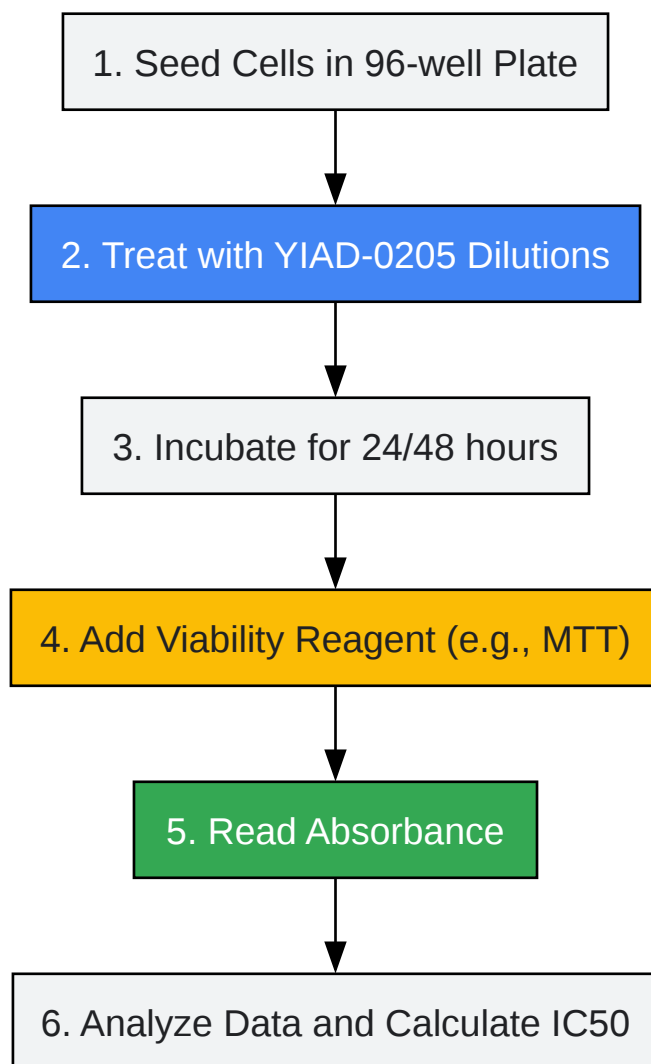 1. Seed Cells in 96-well Plate
2. Treat with YIAD-0205 Dilutions
3. Incubate for 24/48 hours
4. Add Viability Reagent (e.g., MTT)
5. Read Absorbance
6. Analyze Data and Calculate IC50